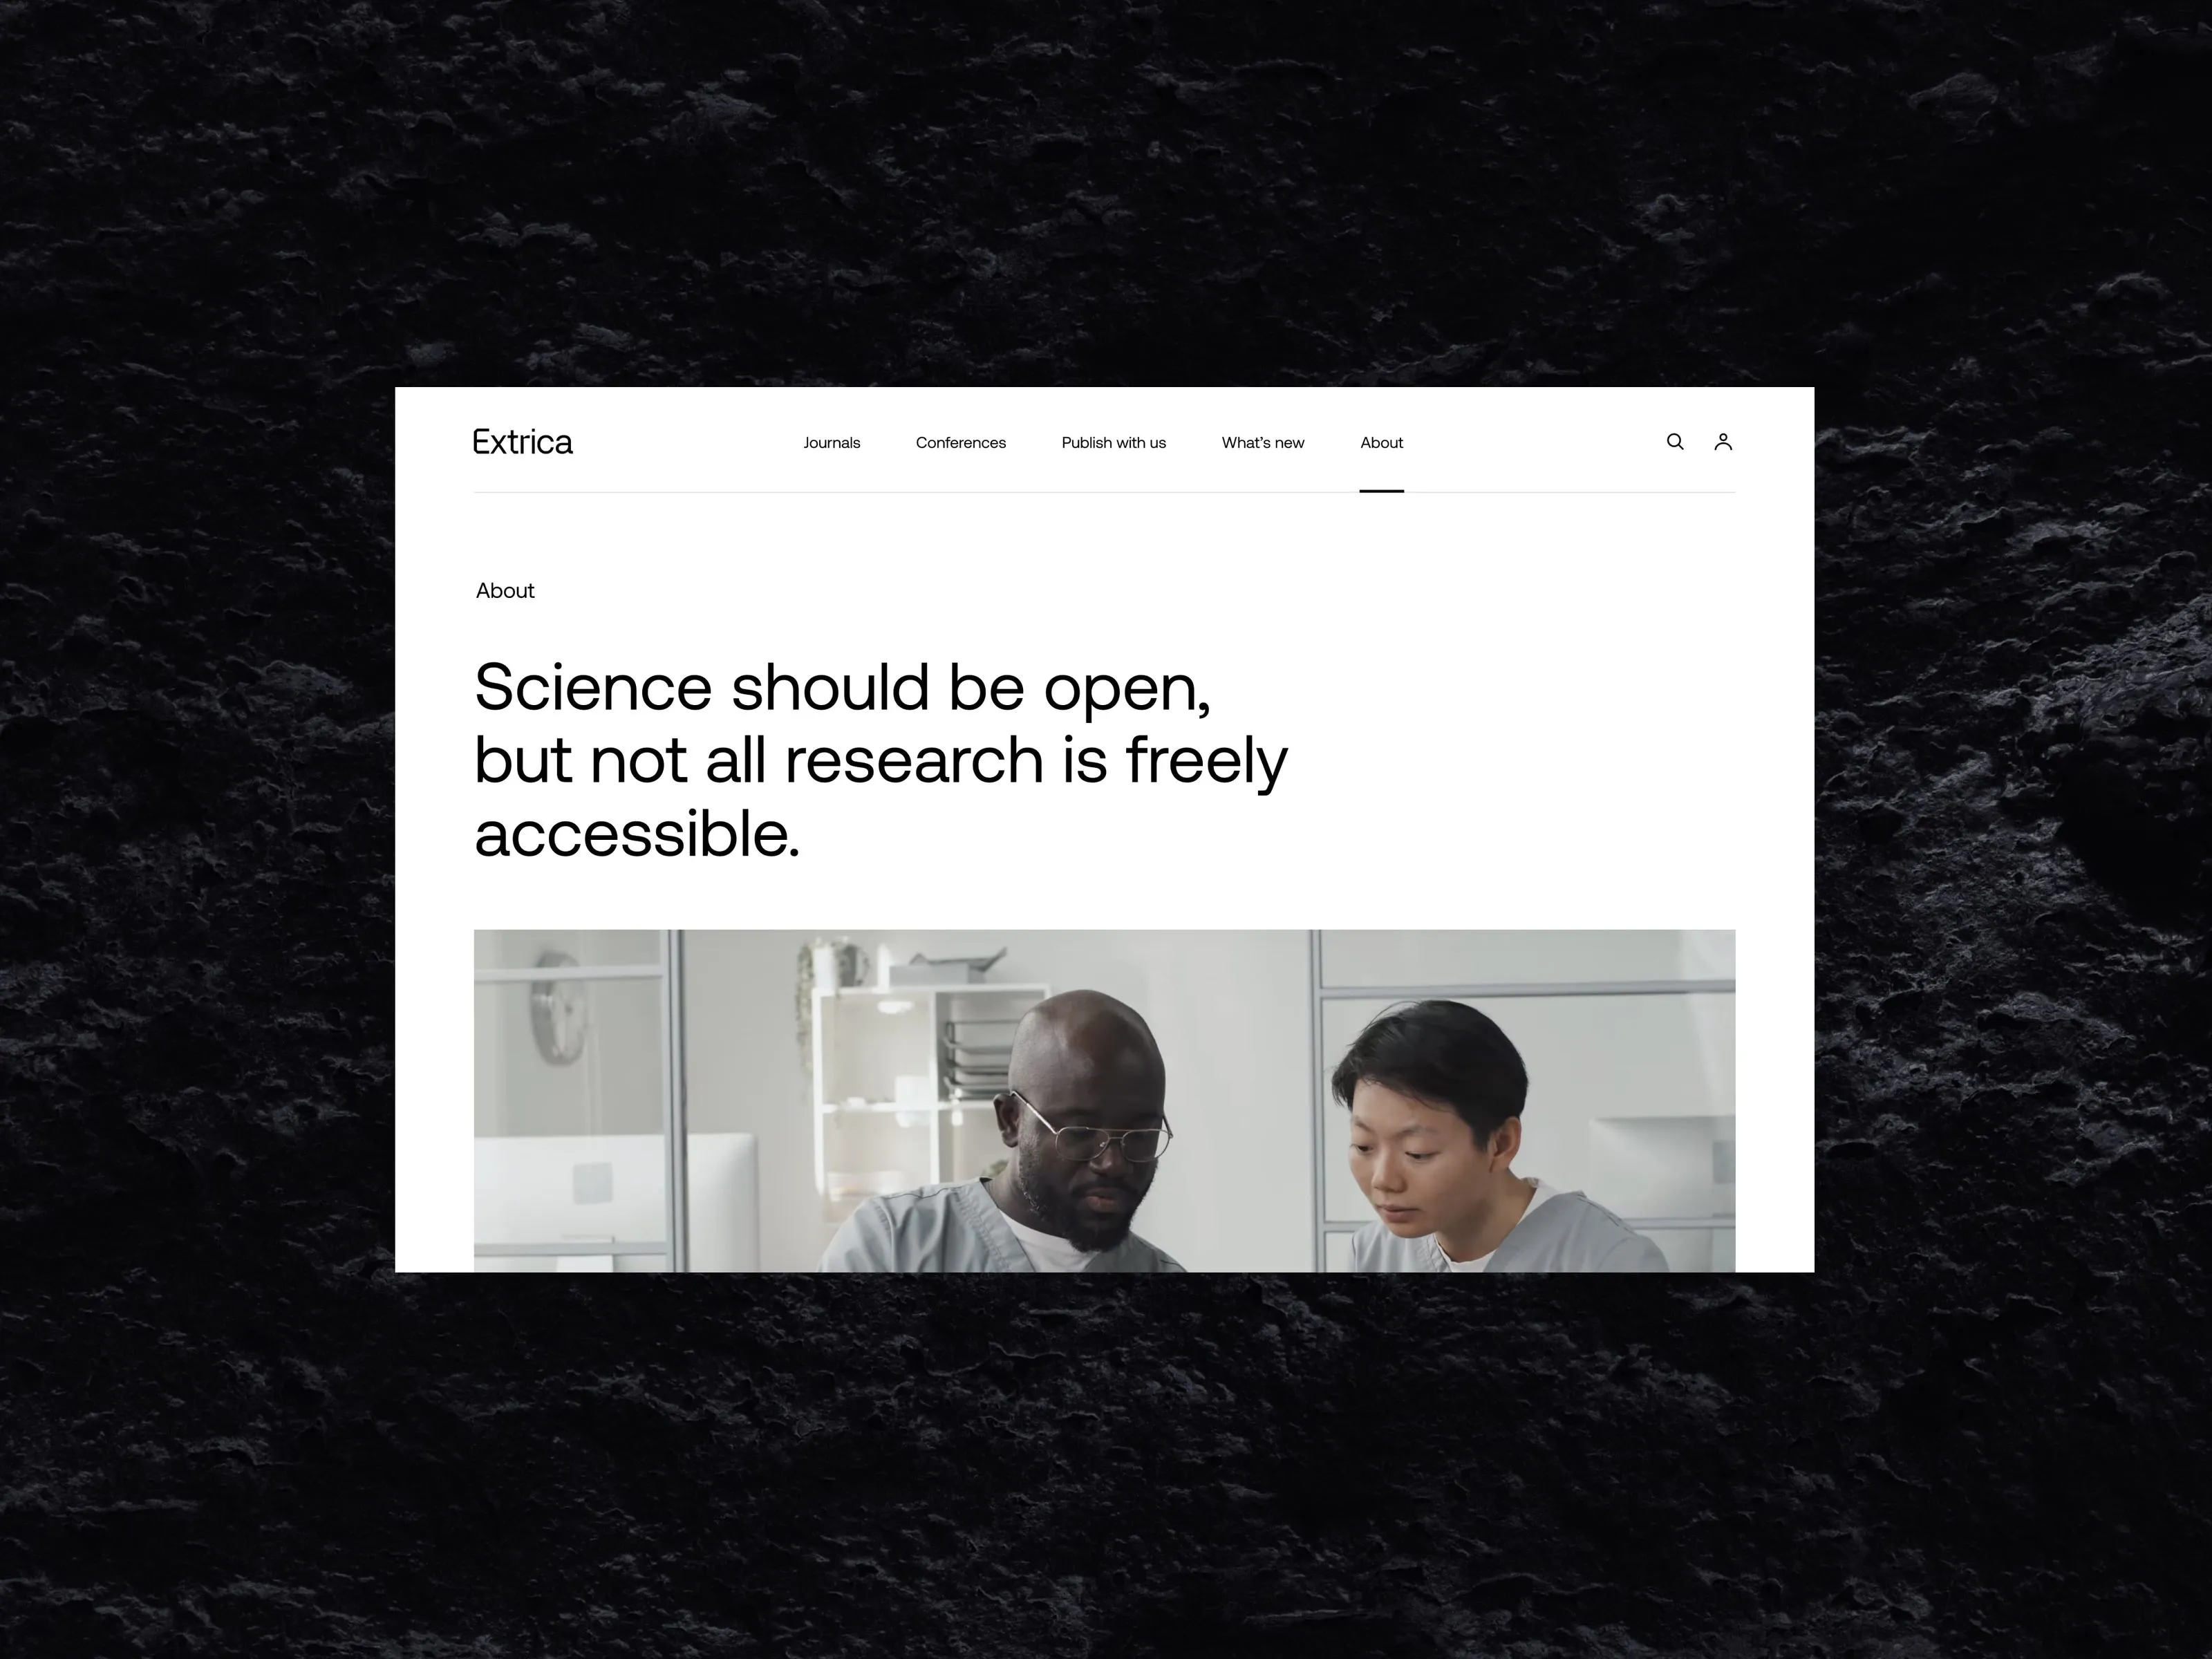 Extrica
Journals
Conferences
Publish with us
What’s new
About
About
Science should be open,
but not all research is freely
accessible.